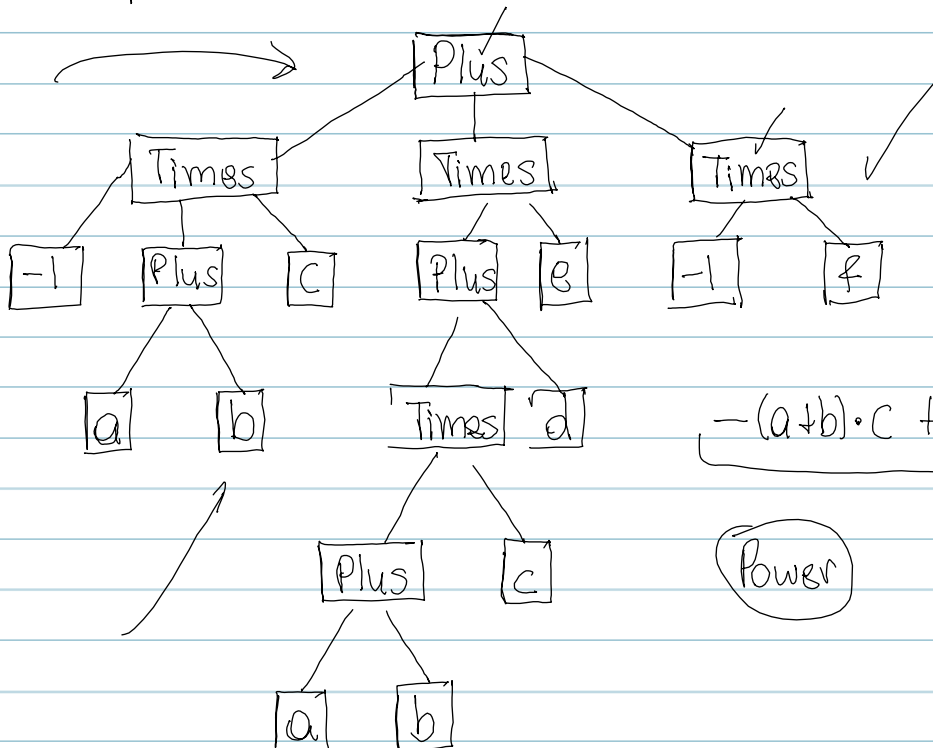 Plus
Times Times Times
-1 Plus c Plus e -1 f
a b Times d
-(a+b)·c +
Plus c
Power
a b